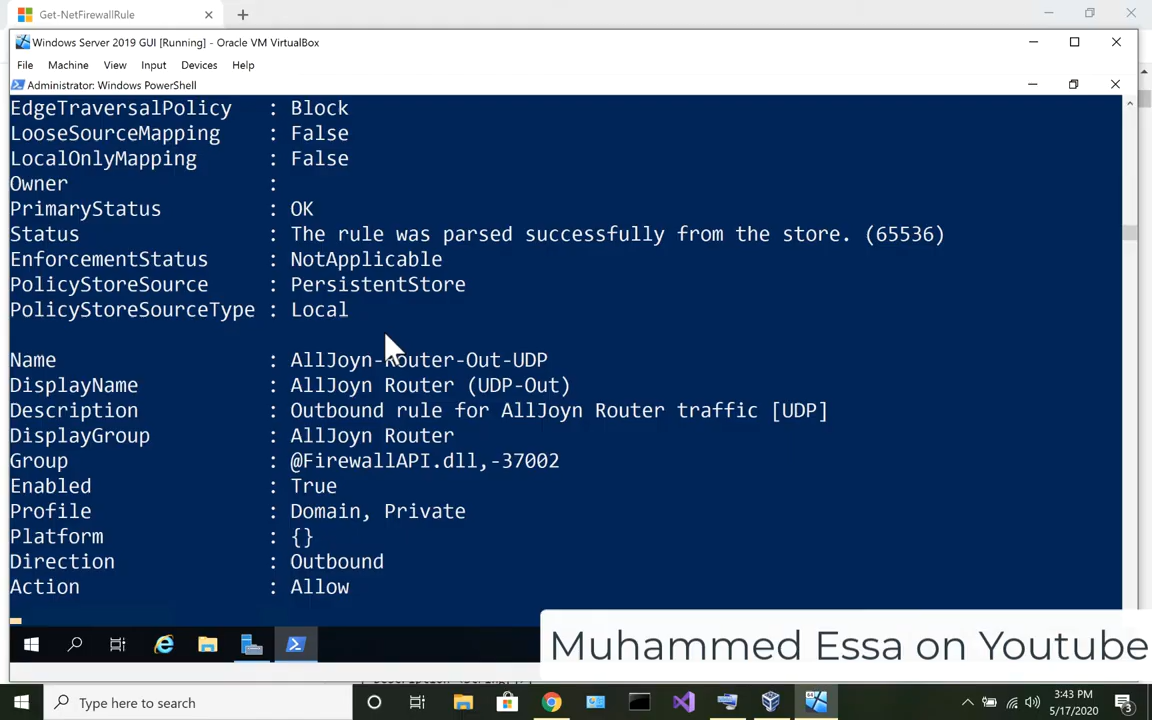 Get-NetFirewallRule
Windows Server 2019 GUI [Running] - Oracle VM VirtualBox
File Machine View Input Devices Help
Administrator: Windows PowerShell
EdgeTraversalPolicy : Block
LooseSourceMapping : False
LocalOnlyMapping : False
Owner :
PrimaryStatus : OK
Status : The rule was parsed successfully from the store. (65536)
EnforcementStatus : NotApplicable
PolicyStoreSource : PersistentStore
PolicyStoreSourceType : Local
Name : AllJoyn-Router-Out-UDP
DisplayName : AllJoyn Router (UDP-Out)
Description : Outbound rule for AllJoyn Router traffic [UDP]
DisplayGroup : AllJoyn Router
Group : @FirewallAPI.dll,-37002
Enabled : True
Profile : Domain, Private
Platform : {}
Direction : Outbound
Action : Allow
Muhammed Essa on Youtube
Type here to search
3:43 PM
5/17/2020
3